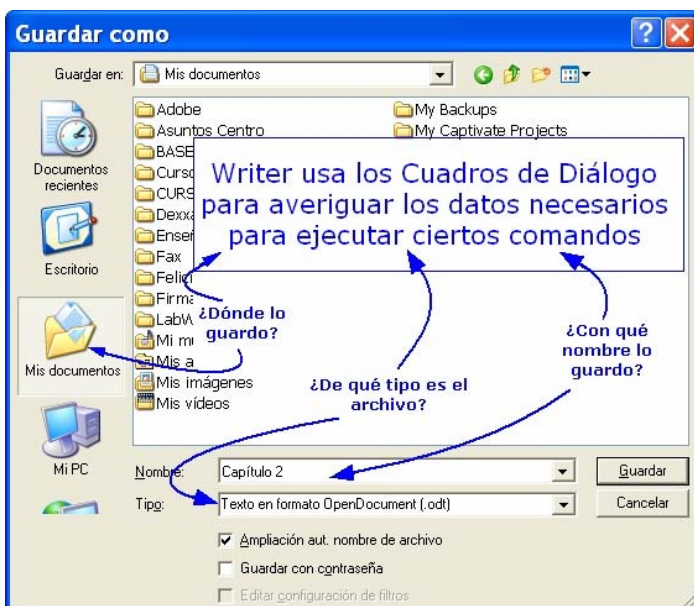 Guardar como
Guardar en: Mis documentos
Documentos recientes
Escritorio
Mis documentos
Mi PC
Adobe
Asuntos Centro
BASE
Curso
CURS
Dexxa
Enseñ
Fax
Felici
Firma
LabW
Mi mú
Mis a
Mis imágenes
Mis vídeos
My Backups
My Captivate Projects
Writer usa los Cuadros de Diálogo
para averiguar los datos necesarios
para ejecutar ciertos comandos
¿Dónde lo
guardo?
¿De qué tipo es el
archivo?
¿Con qué
nombre lo
guardo?
Nombre: Capítulo 2 Guardar
Tipo: Texto en formato OpenDocument (.odt) Cancelar
Ampliación aut. nombre de archivo
Guardar con contraseña
Editar configuración de filtros